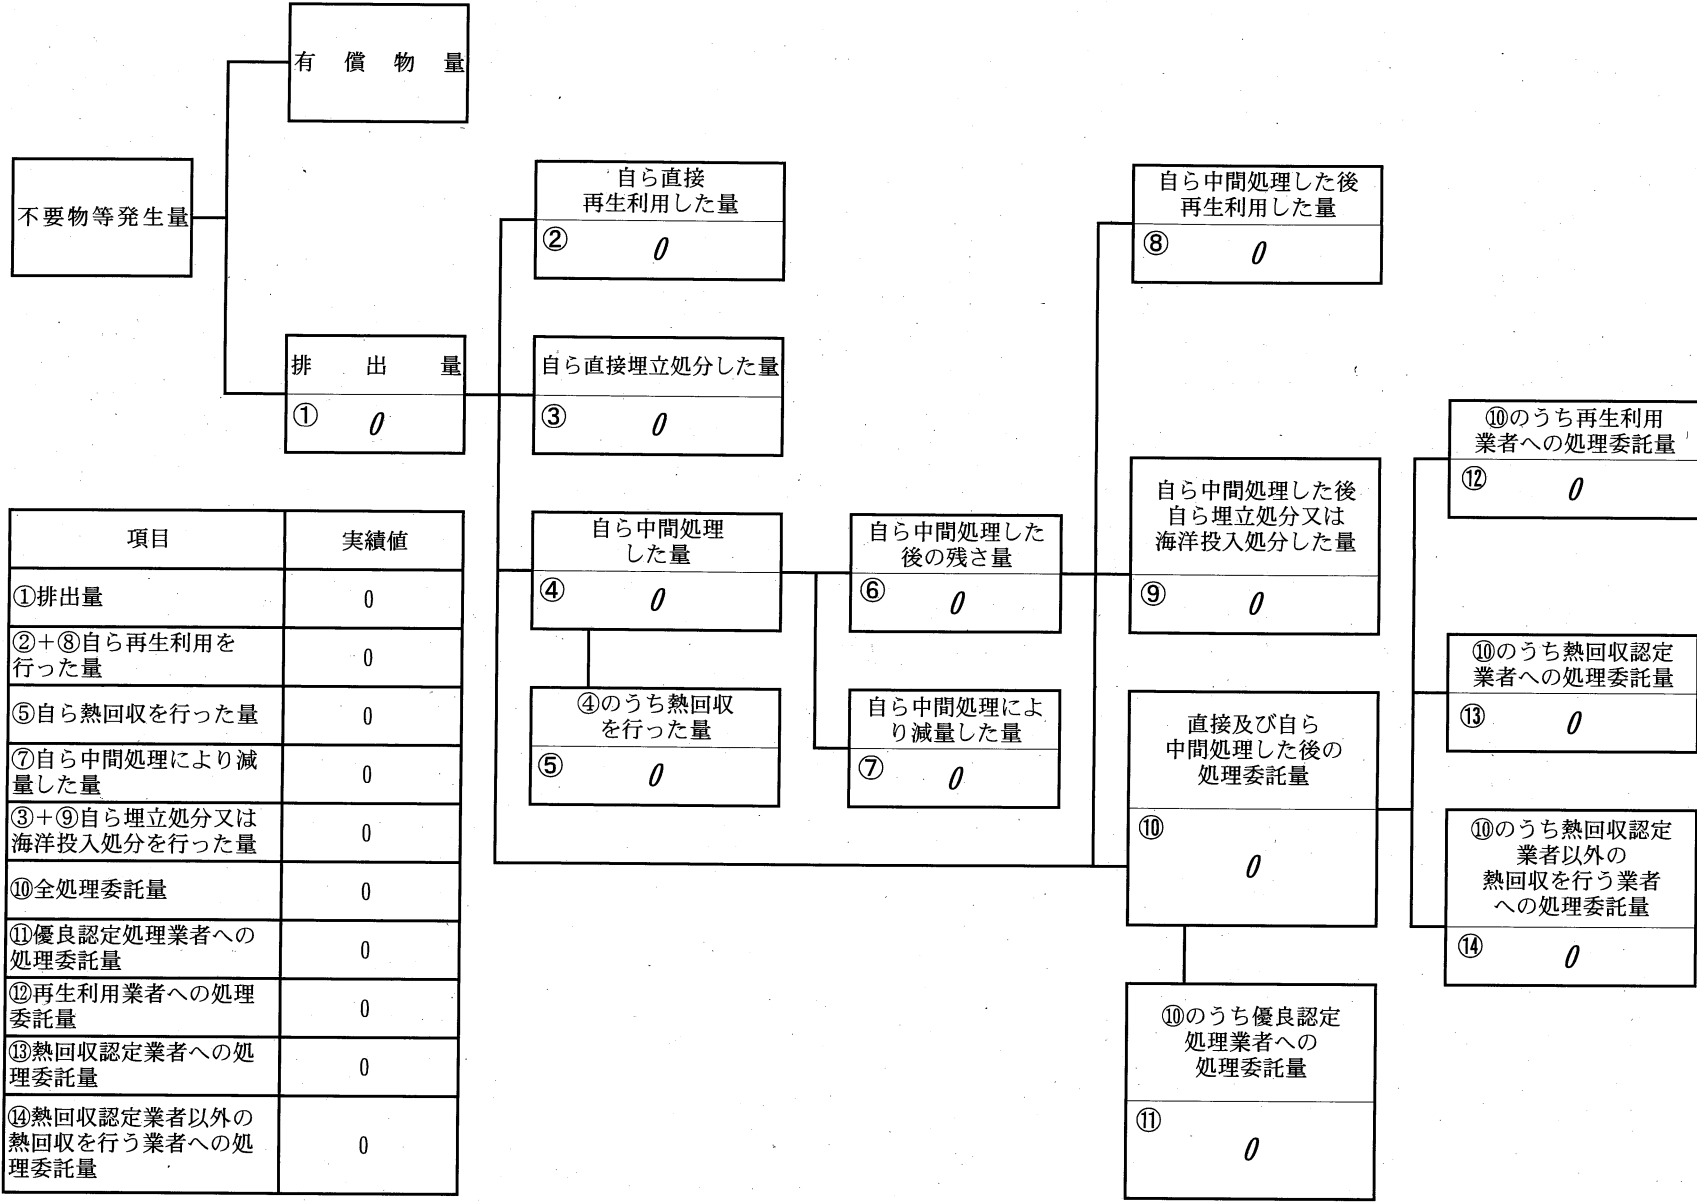 有償物量
不要物等発生量
排出量
① 0
自ら直接
再生利用した量
② 0
自ら直接埋立処分した量
③ 0
自ら中間処理
した量
④ 0
④のうち熱回収
を行った量
⑤ 0
自ら中間処理した
後の残さ量
⑥ 0
自ら中間処理によ
り減量した量
⑦ 0
自ら中間処理した後
再生利用した量
⑧ 0
自ら中間処理した後
自ら埋立処分又は
海洋投入処分した量
⑨ 0
直接及び自ら
中間処理した後の
処理委託量
⑩ 0
⑩のうち優良認定
処理業者への
処理委託量
⑪ 0
⑩のうち再生利用
業者への処理委託量
⑫ 0
⑩のうち熱回収認定
業者への処理委託量
⑬ 0
⑩のうち熱回収認定
業者以外の
熱回収を行う業者
への処理委託量
⑭ 0
項目 実績値
①排出量 0
②＋⑧自ら再生利用を
行った量 0
⑤自ら熱回収を行った量 0
⑦自ら中間処理により減
量した量 0
③＋⑨自ら埋立処分又は
海洋投入処分を行った量 0
⑩全処理委託量 0
⑪優良認定処理業者への
処理委託量 0
⑫再生利用業者への処理
委託量 0
⑬熱回収認定業者への処
理委託量 0
⑭熱回収認定業者以外の
熱回収を行う業者への処
理委託量 0